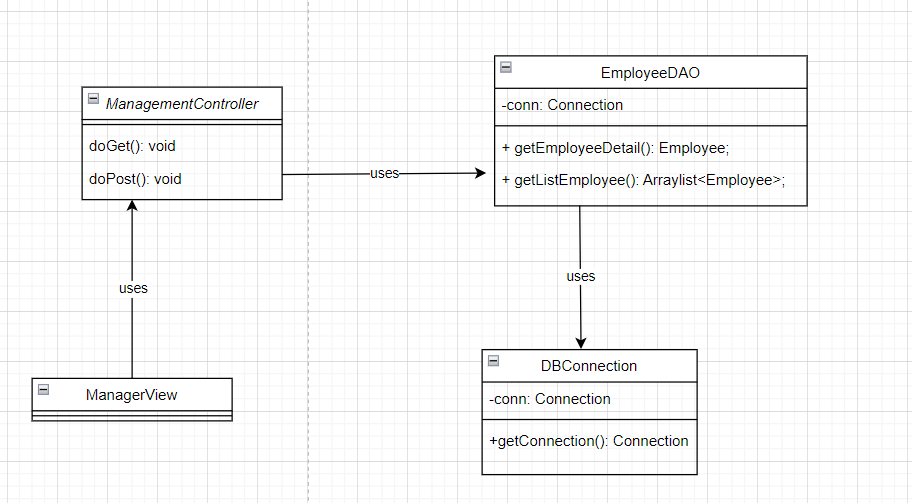 ManagementController
doGet(): void
doPost(): void
uses
EmployeeDAO
-conn: Connection
+ getEmployeeDetail(): Employee;
+ getListEmployee(): Arraylist<Employee>;
uses
uses
ManagerView
DBConnection
-conn: Connection
+getConnection(): Connection